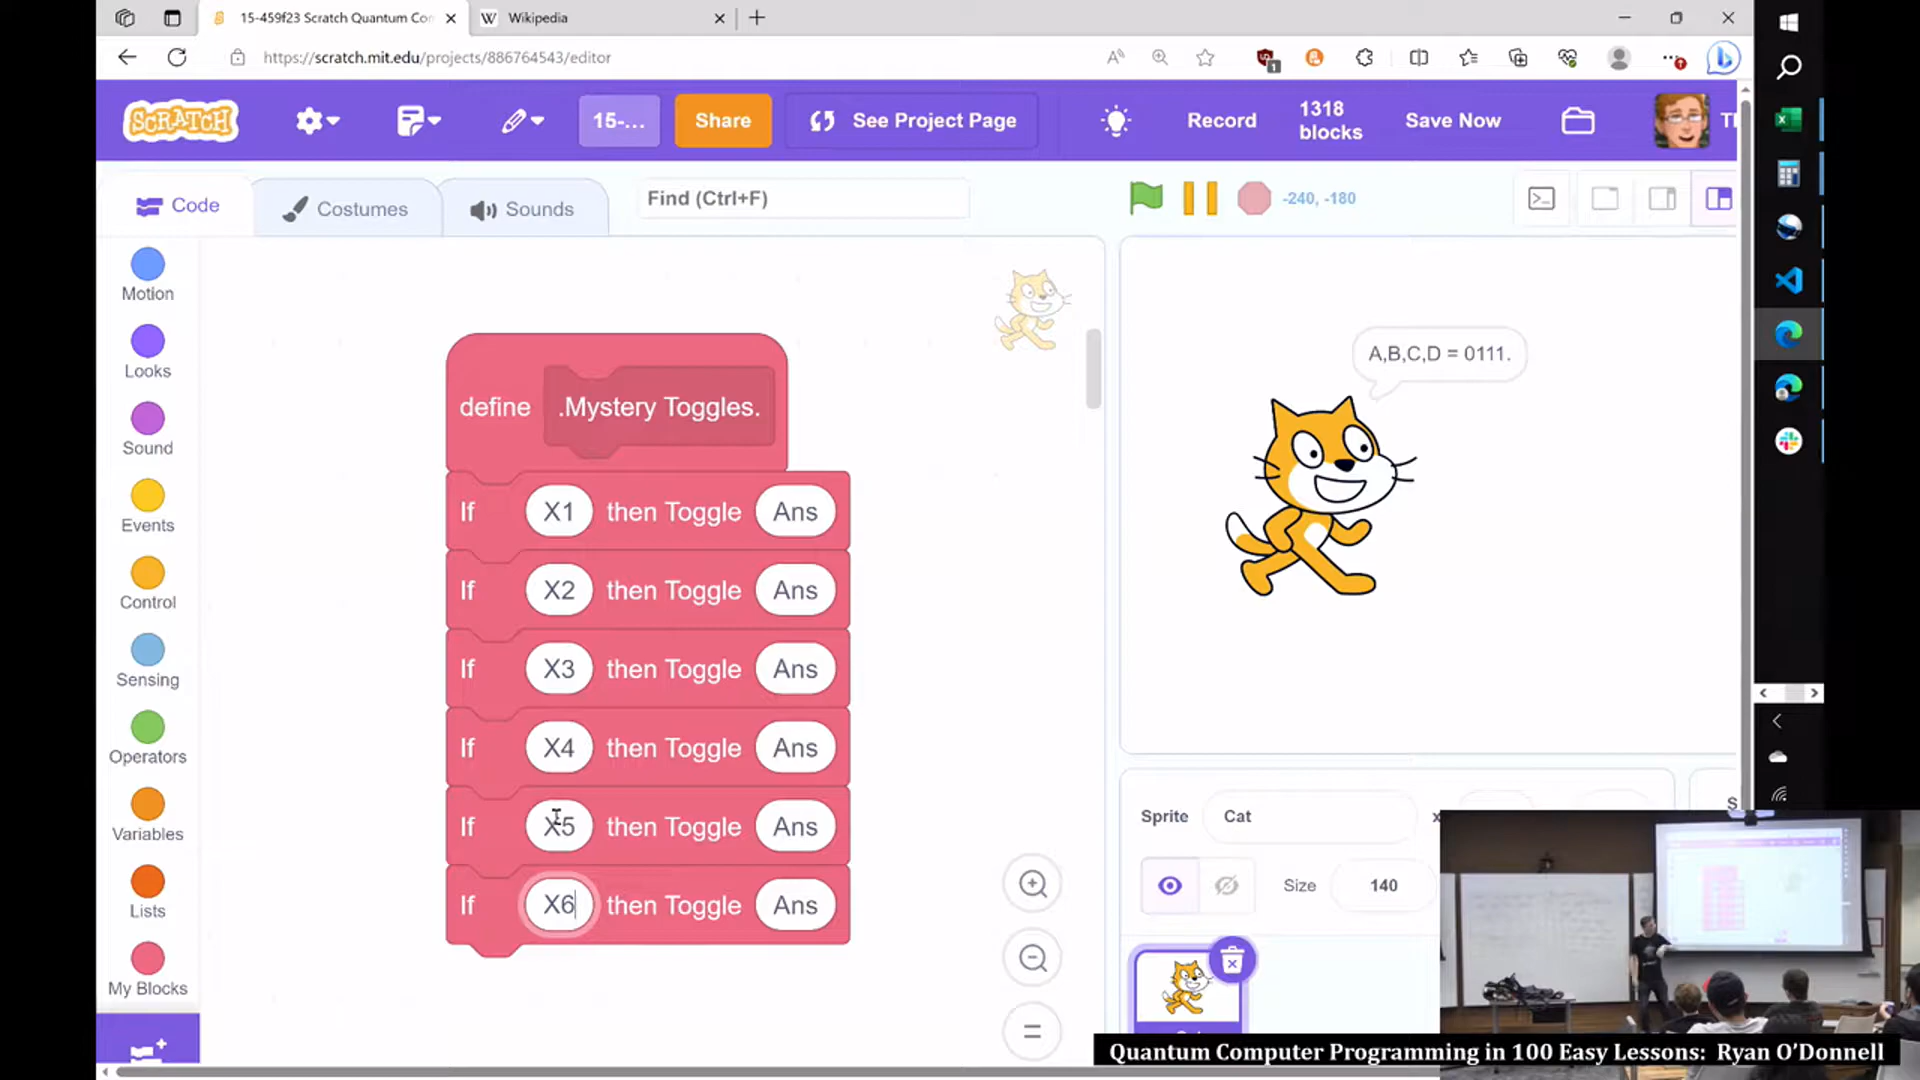 15-459f23 Scratch Quantum Co
W Wikipedia
https://scratch.mit.edu/projects/886764543/editor
1
SCRATCH
15-...
Share
See Project Page
Record
1318 blocks
Save Now
Code
Costumes
Sounds
Find (Ctrl+F)
-240, -180
Motion
Looks
Sound
Events
Control
Sensing
Operators
Variables
Lists
My Blocks
define .Mystery Toggles.
If X1 then Toggle Ans
If X2 then Toggle Ans
If X3 then Toggle Ans
If X4 then Toggle Ans
If X5 then Toggle Ans
If X6 then Toggle Ans
A,B,C,D = 0111.
Sprite Cat x
Size 140
Quantum Computer Programming in 100 Easy Lessons: Ryan O'Donnell